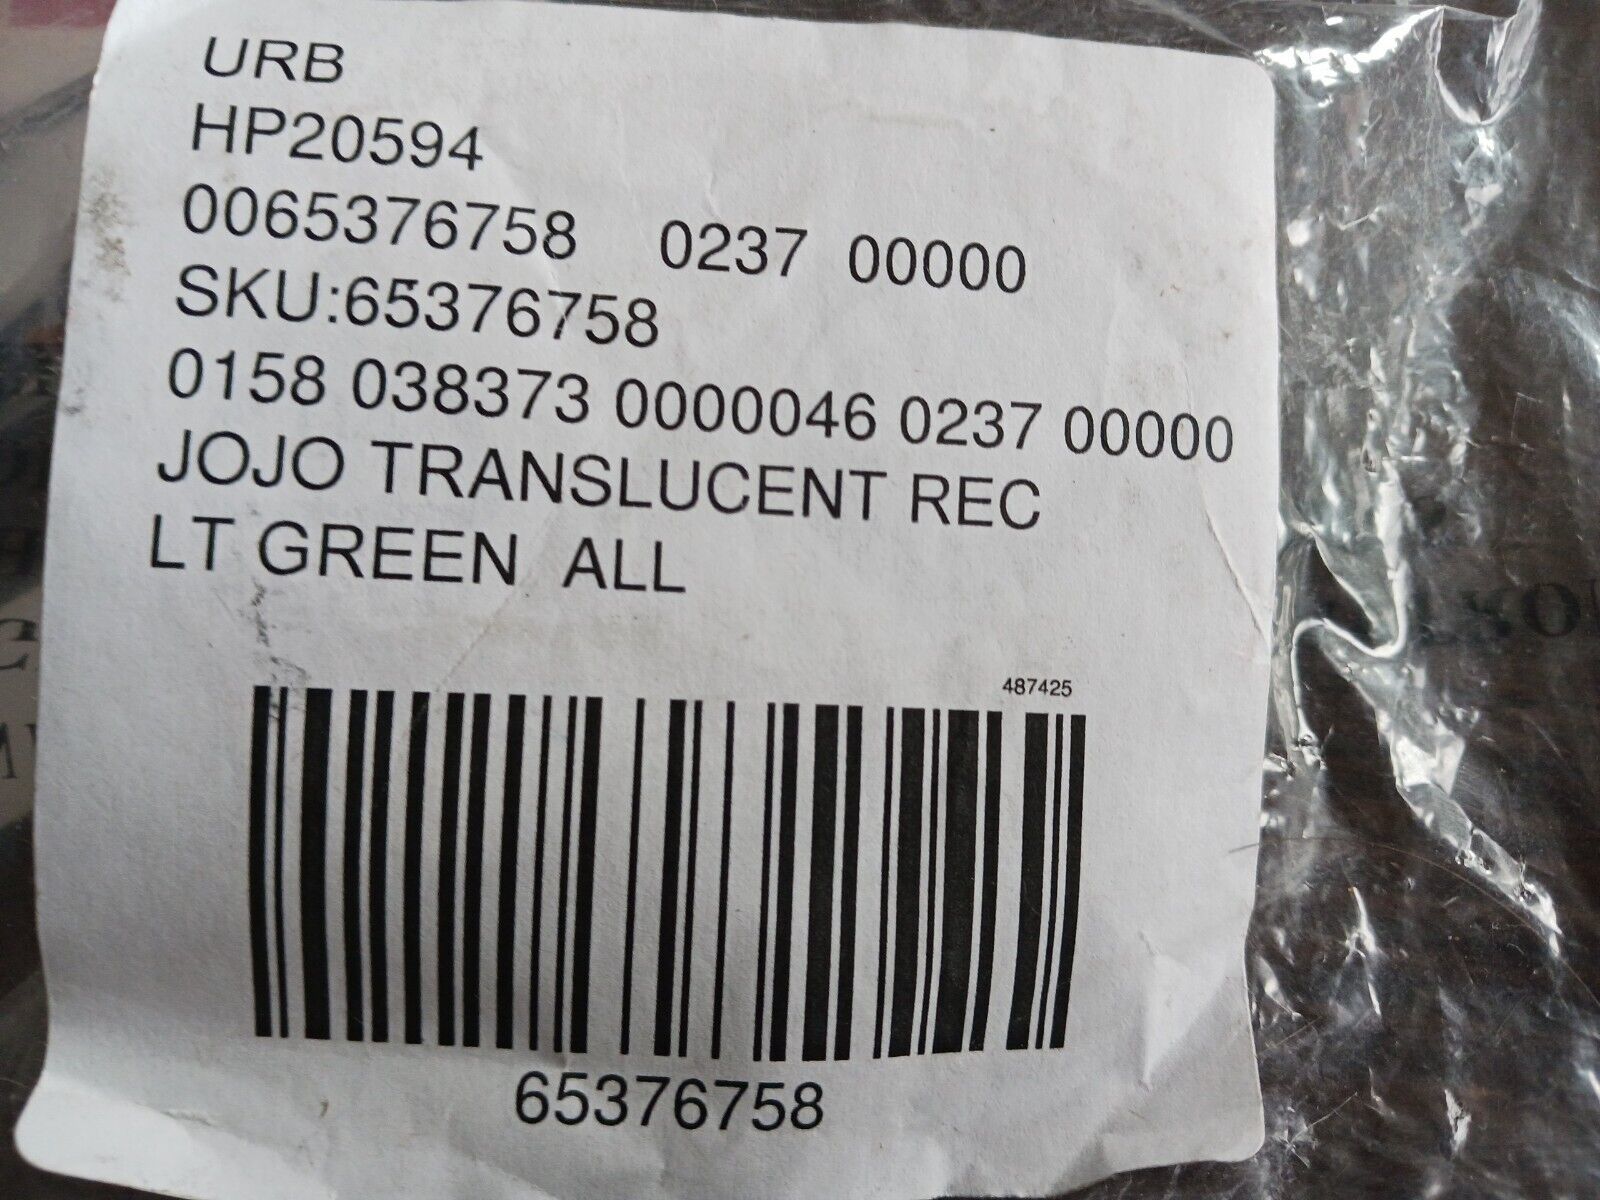 URB
HP20594
0065376758 0237 00000
SKU:65376758
0158 038373 0000046 0237 00000
JOJO TRANSLUCENT REC
LT GREEN ALL
487425
65376758